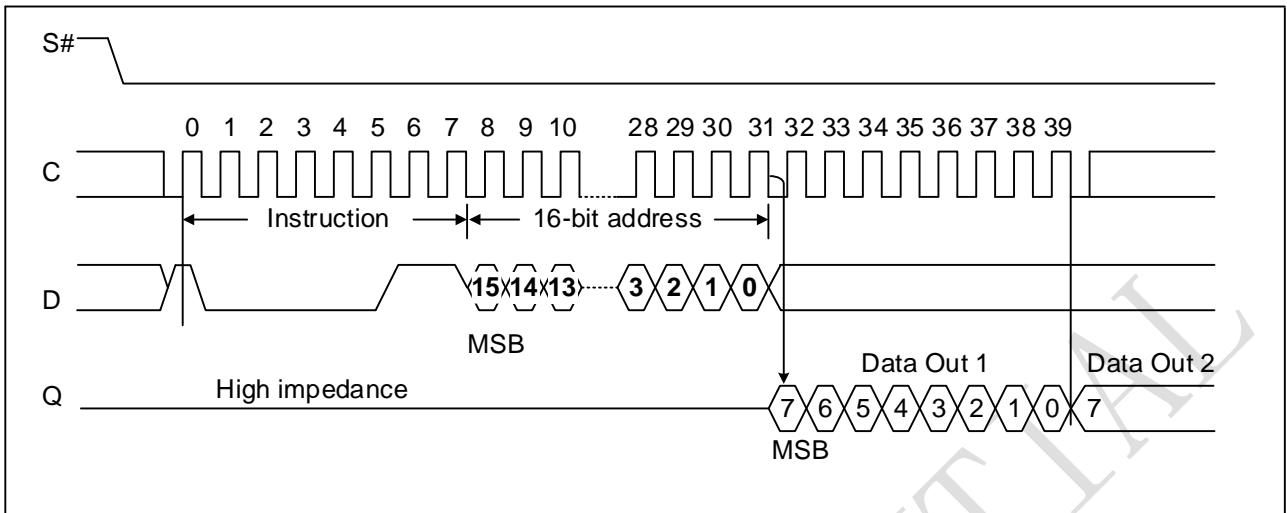 S#
0 1 2 3 4 5 6 7 8 9 10 28 29 30 31 32 33 34 35 36 37 38 39
C
Instruction 16-bit address
D
15 14 13 3 2 1 0
MSB
Data Out 1 Data Out 2
High impedance
Q
7 6 5 4 3 2 1 0 7
MSB
TIAL